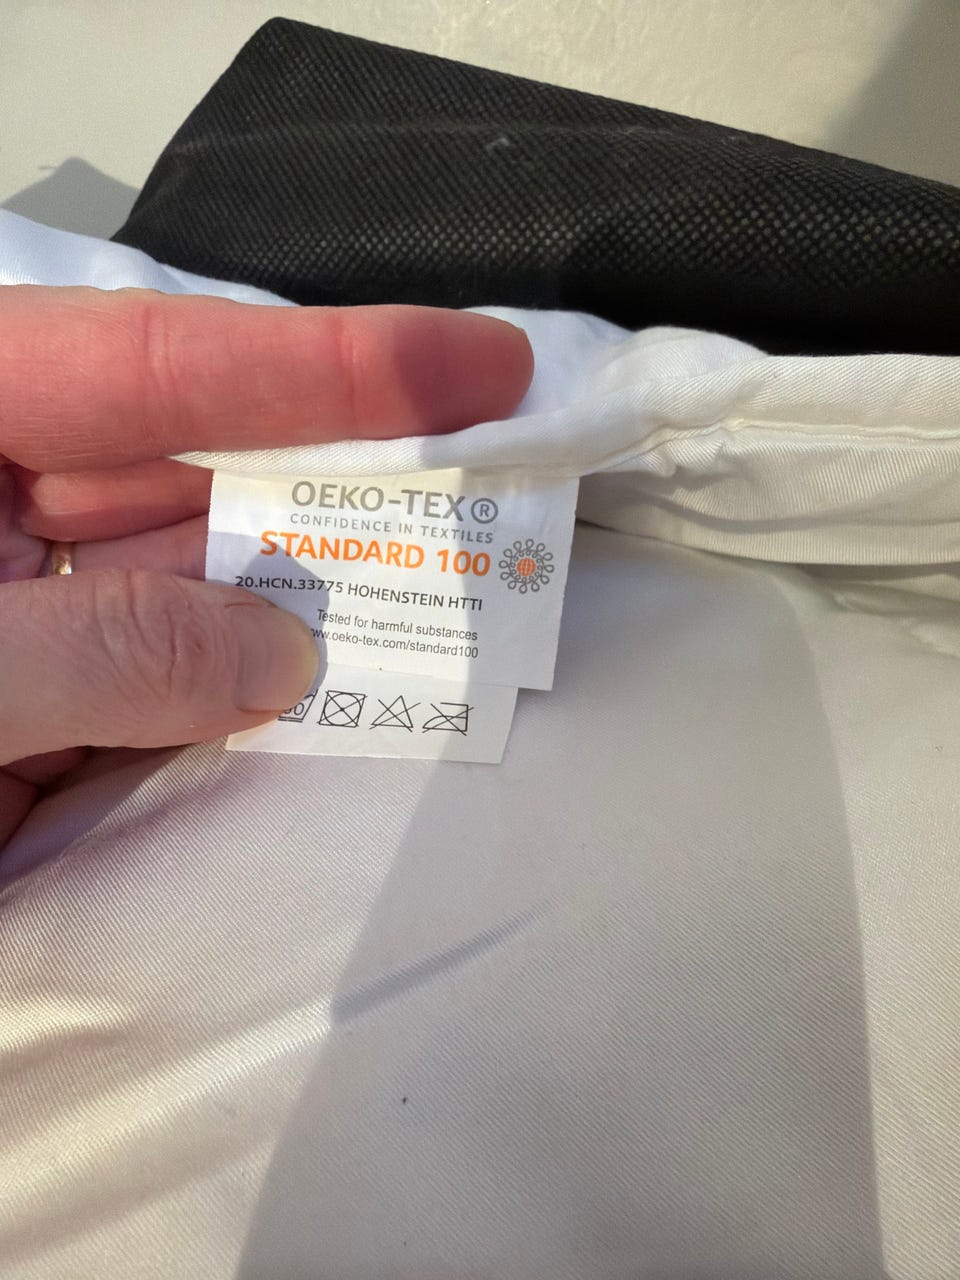 OEKO-TEX®
CONFIDENCE IN TEXTILES
STANDARD 100
20.HCN.33775 HOHENSTEIN HTTI
Tested for harmful substances
www.oeko-tex.com/standard100